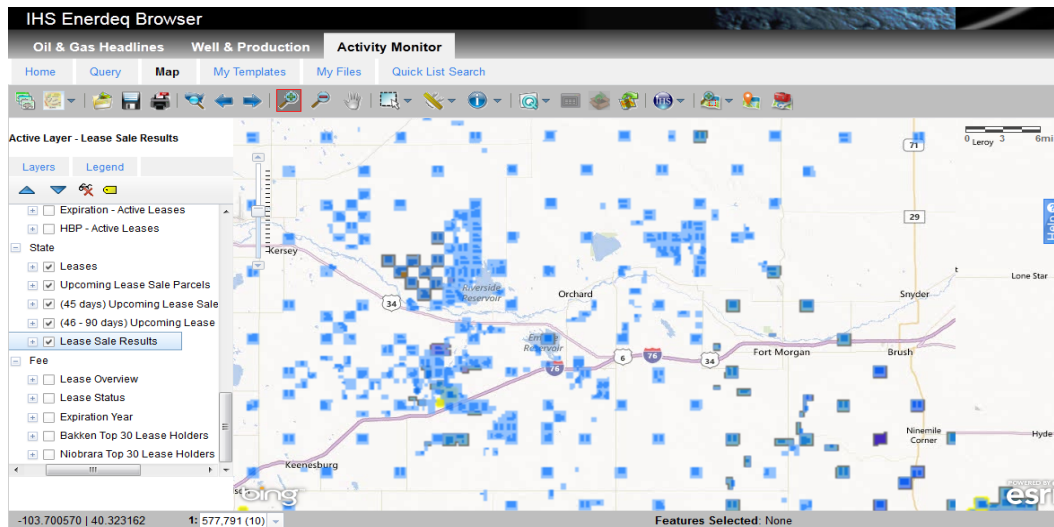 IHS Enerdeq Browser
Oil & Gas Headlines Well & Production Activity Monitor
Home Query Map My Templates My Files Quick List Search
Active Layer - Lease Sale Results
Layers Legend
Expiration - Active Leases
HBP - Active Leases
State
Leases
Upcoming Lease Sale Parcels
(45 days) Upcoming Lease Sale
(46 - 90 days) Upcoming Lease
Lease Sale Results
Fee
Lease Overview
Lease Status
Expiration Year
Bakken Top 30 Lease Holders
Niobrara Top 30 Lease Holders
0 3 6mi
Leroy
71
29
Kersey
Lone Star
Riverside
Reservoir
Orchard
Snyder
34
Empire
Reservoir
6 76 34
Fort Morgan
Brush
76
Ninemile
Corner
Hyde
Keenesburg
bing
POWERED BY
esri
-103.700570 | 40.323162 1: 577,791 (10) Features Selected: None